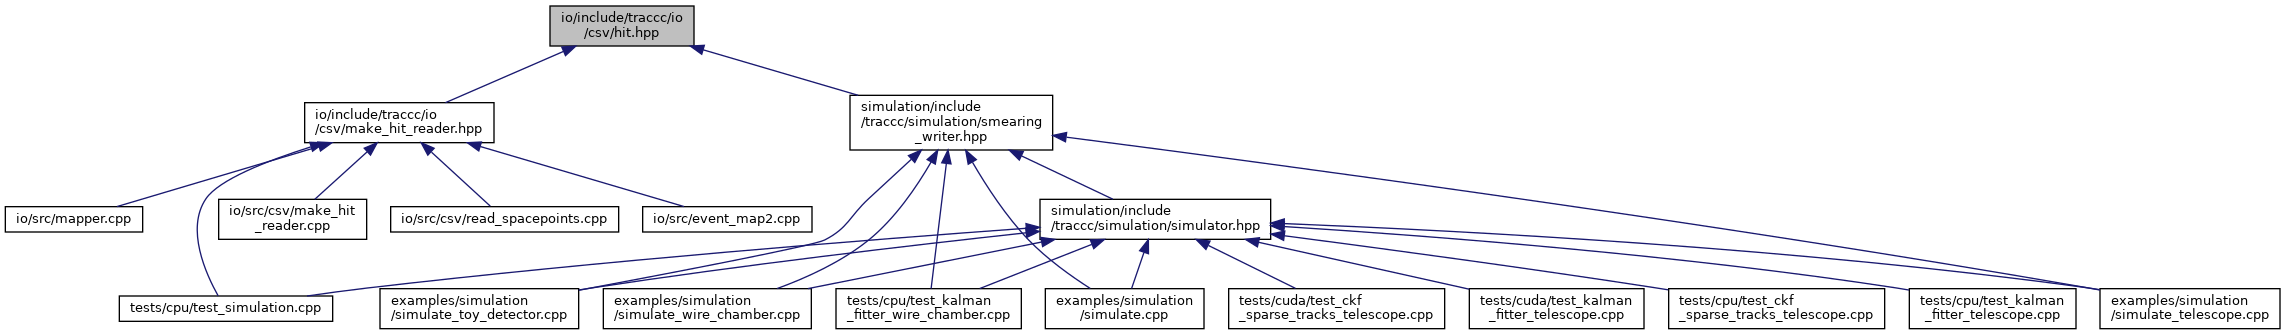 io/include/traccc/io
/csv/hit.hpp
io/include/traccc/io
/csv/make_hit_reader.hpp
simulation/include
/traccc/simulation/smearing
_writer.hpp
io/src/mapper.cpp
io/src/csv/make_hit
_reader.cpp
io/src/csv/read_spacepoints.cpp
io/src/event_map2.cpp
simulation/include
/traccc/simulation/simulator.hpp
tests/cpu/test_simulation.cpp
examples/simulation
/simulate_toy_detector.cpp
examples/simulation
/simulate_wire_chamber.cpp
tests/cpu/test_kalman
_fitter_wire_chamber.cpp
examples/simulation
/simulate.cpp
tests/cuda/test_ckf
_sparse_tracks_telescope.cpp
tests/cuda/test_kalman
_fitter_telescope.cpp
tests/cpu/test_ckf
_sparse_tracks_telescope.cpp
tests/cpu/test_kalman
_fitter_telescope.cpp
examples/simulation
/simulate_telescope.cpp